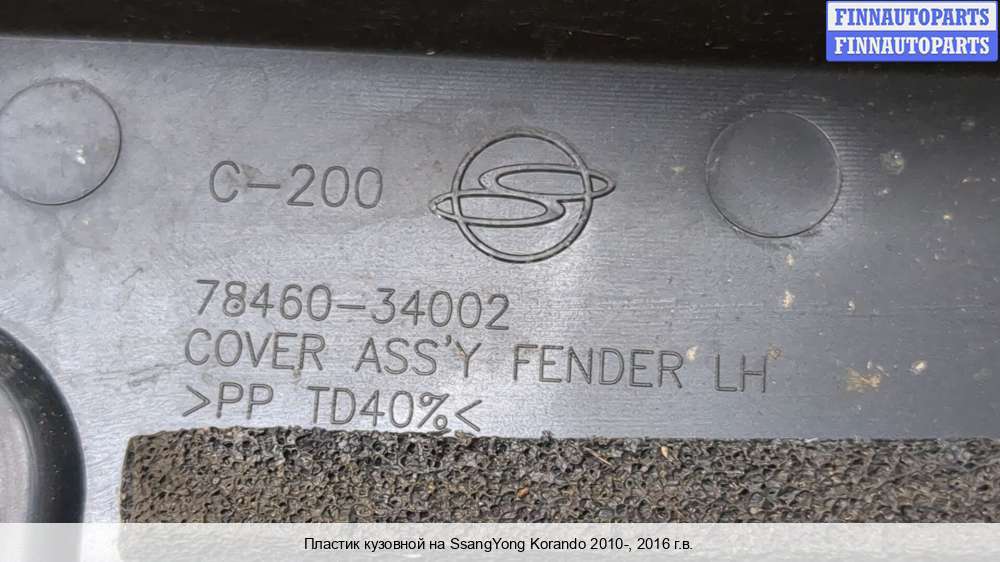 FINNAUTOPARTS
FINNAUTOPARTS
C-200
78460-34002
COVER ASS'Y FENDER LH
>PP TD40%<
Пластик кузовной на SsangYong Korando 2010-, 2016 г.в.